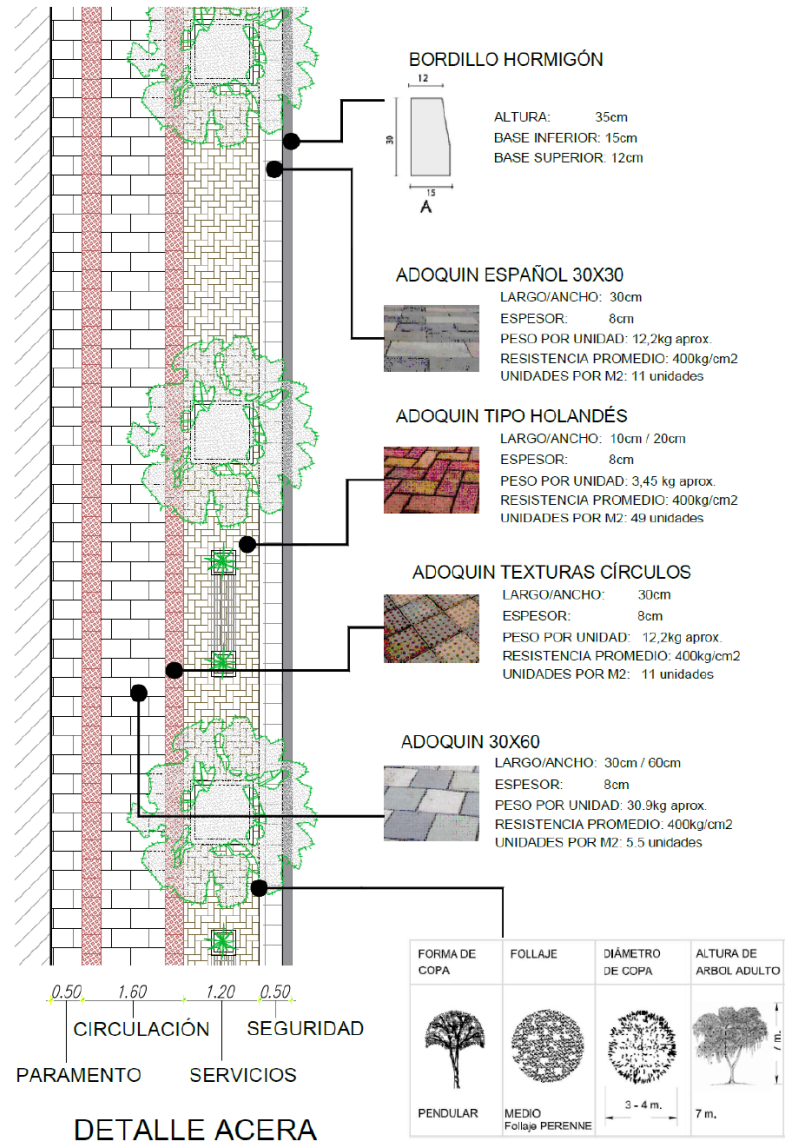 BORDILLO HORMIGÓN
12
30
15
A
ALTURA: 35cm
BASE INFERIOR: 15cm
BASE SUPERIOR: 12cm
ADOQUIN ESPAÑOL 30X30
LARGO/ANCHO: 30cm
ESPESOR: 8cm
PESO POR UNIDAD: 12,2kg aprox.
RESISTENCIA PROMEDIO: 400kg/cm2
UNIDADES POR M2: 11 unidades
ADOQUIN TIPO HOLANDÉS
LARGO/ANCHO: 10cm / 20cm
ESPESOR: 8cm
PESO POR UNIDAD: 3,45 kg aprox.
RESISTENCIA PROMEDIO: 400kg/cm2
UNIDADES POR M2: 49 unidades
ADOQUIN TEXTURAS CÍRCULOS
LARGO/ANCHO: 30cm
ESPESOR: 8cm
PESO POR UNIDAD: 12,2kg aprox.
RESISTENCIA PROMEDIO: 400kg/cm2
UNIDADES POR M2: 11 unidades
ADOQUIN 30X60
LARGO/ANCHO: 30cm / 60cm
ESPESOR: 8cm
PESO POR UNIDAD: 30.9kg aprox.
RESISTENCIA PROMEDIO: 400kg/cm2
UNIDADES POR M2: 5.5 unidades
0.50 1.60 1.20 0.50
CIRCULACIÓN SEGURIDAD
PARAMENTO SERVICIOS
DETALLE ACERA
FORMA DE COPA
FOLLAJE
DIÁMETRO DE COPA
ALTURA DE ARBOL ADULTO
7 m.
3 - 4 m.
PENDULAR
MEDIO
Follaje PERENNE
7 m.